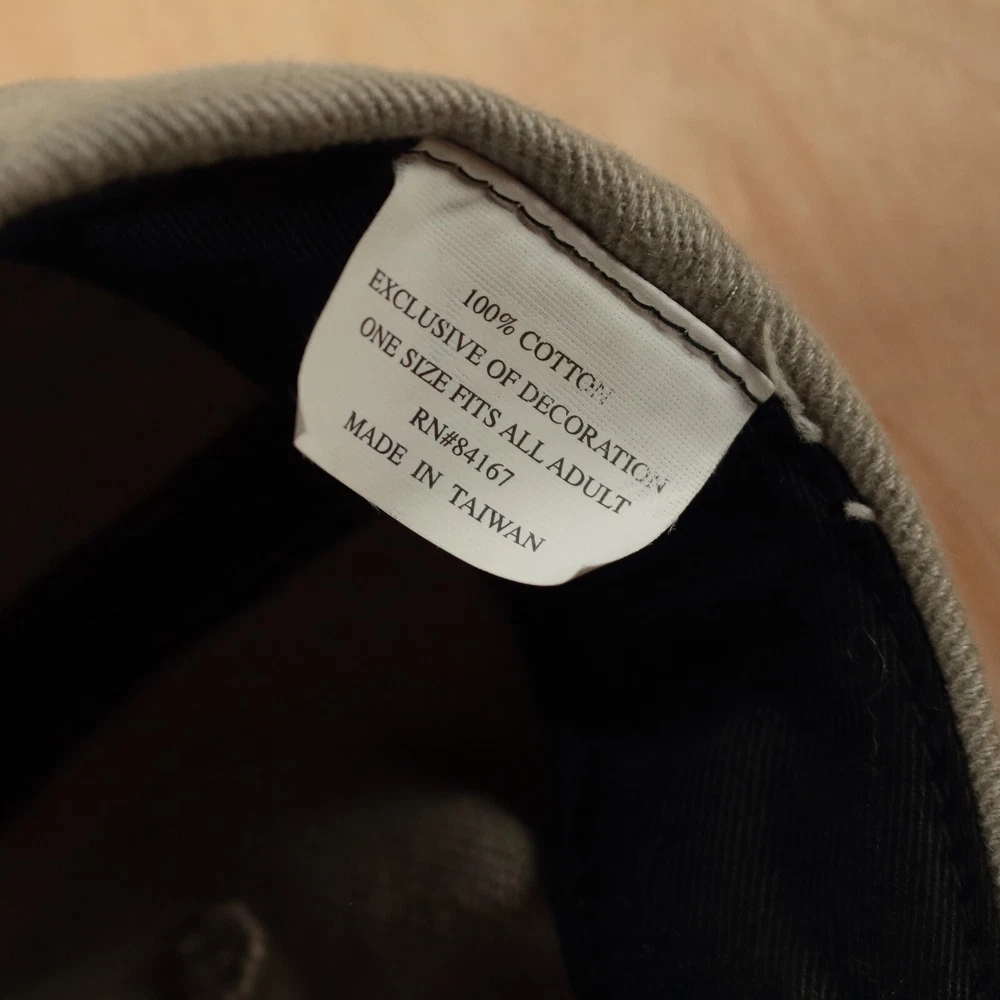 100% COTTON
EXCLUSIVE OF DECORATION
ONE SIZE FITS ALL ADULT
RN#84167
MADE IN TAIWAN